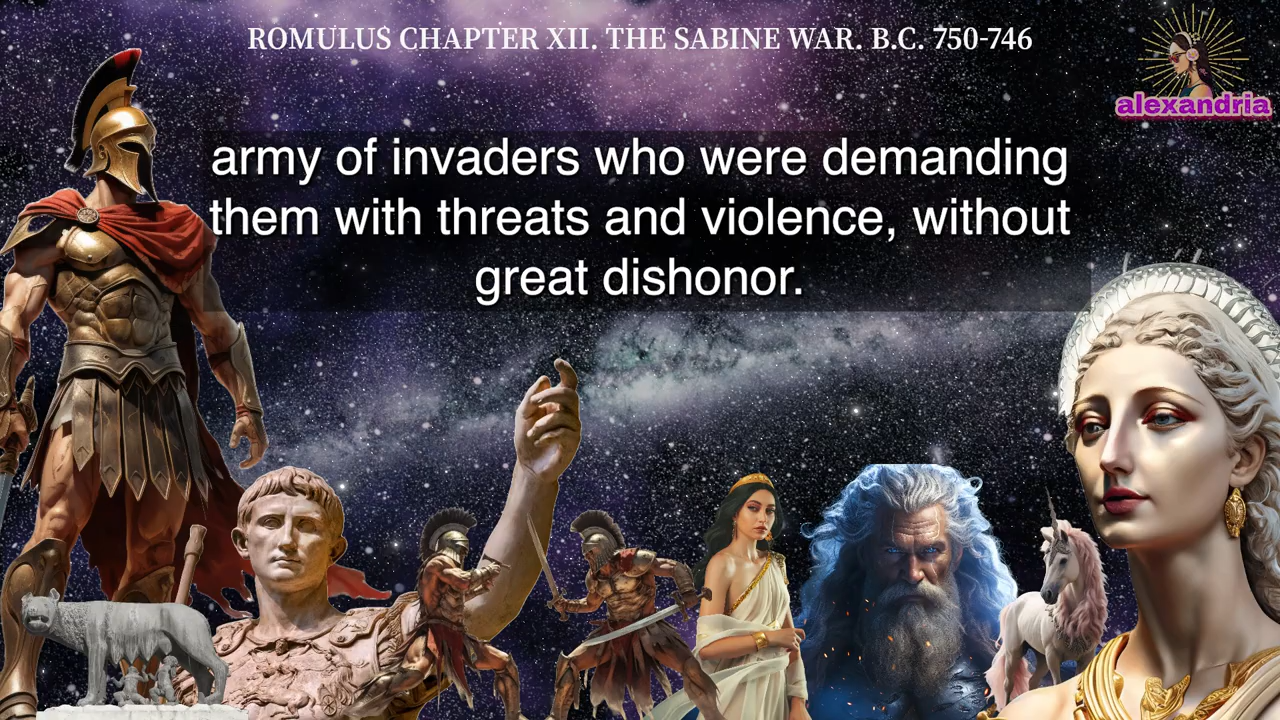 ROMULUS CHAPTER XII. THE SABINE WAR. B.C. 750-746
alexandria
army of invaders who were demanding
them with threats and violence, without
great dishonor.